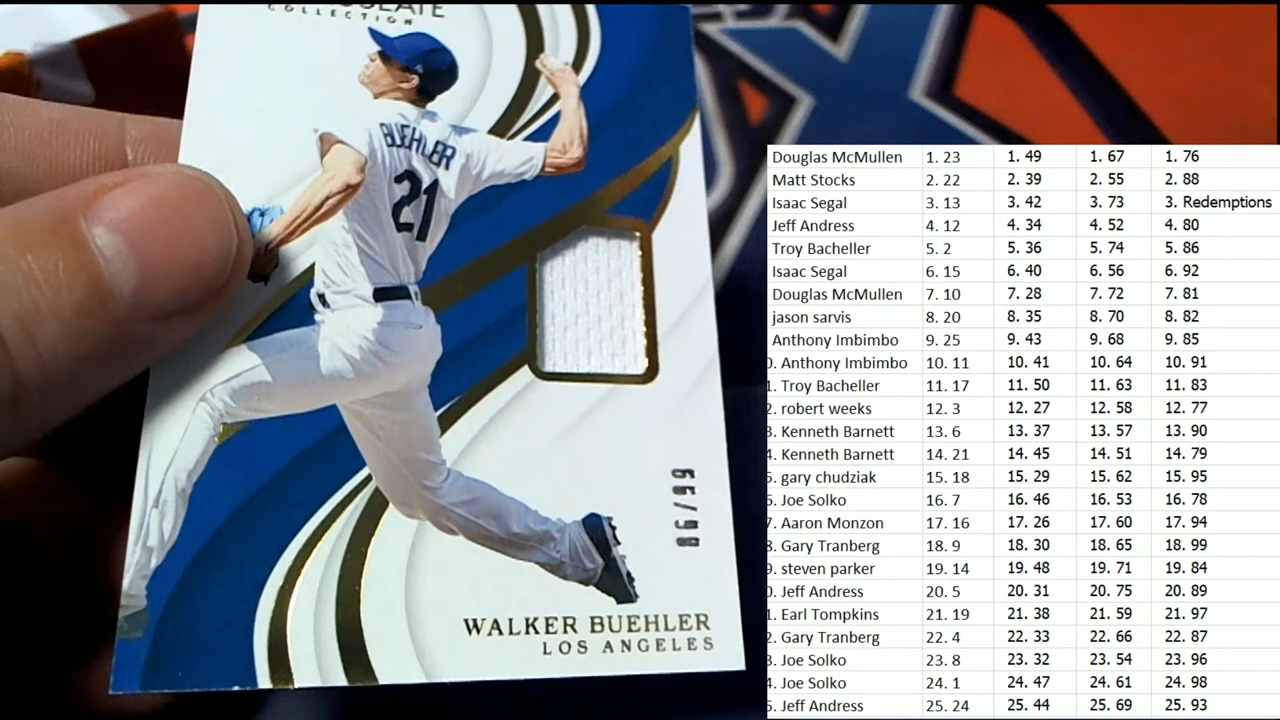 COLLECTION
BUEHLER
21
WALKER BUEHLER
LOS ANGELES
Douglas McMullen 1. 23 1. 49 1. 67 1. 76
Matt Stocks 2. 22 2. 39 2. 55 2. 88
Isaac Segal 3. 13 3. 42 3. 73 3. Redemptions
Jeff Andress 4. 12 4. 34 4. 52 4. 80
Troy Bacheller 5. 2 5. 36 5. 74 5. 86
Isaac Segal 6. 15 6. 40 6. 56 6. 92
Douglas McMullen 7. 10 7. 28 7. 72 7. 81
jason sarvis 8. 20 8. 35 8. 70 8. 82
Anthony Imbimbo 9. 25 9. 43 9. 68 9. 85
0. Anthony Imbimbo 10. 11 10. 41 10. 64 10. 91
1. Troy Bacheller 11. 17 11. 50 11. 63 11. 83
2. robert weeks 12. 3 12. 27 12. 58 12. 77
3. Kenneth Barnett 13. 6 13. 37 13. 57 13. 90
4. Kenneth Barnett 14. 21 14. 45 14. 51 14. 79
5. gary chudziak 15. 18 15. 29 15. 62 15. 95
6. Joe Solko 16. 7 16. 46 16. 53 16. 78
7. Aaron Monzon 17. 16 17. 26 17. 60 17. 94
8. Gary Tranberg 18. 9 18. 30 18. 65 18. 99
9. steven parker 19. 14 19. 48 19. 71 19. 84
0. Jeff Andress 20. 5 20. 31 20. 75 20. 89
1. Earl Tompkins 21. 19 21. 38 21. 59 21. 97
2. Gary Tranberg 22. 4 22. 33 22. 66 22. 87
3. Joe Solko 23. 8 23. 32 23. 54 23. 96
4. Joe Solko 24. 1 24. 47 24. 61 24. 98
5. Jeff Andress 25. 24 25. 44 25. 69 25. 93